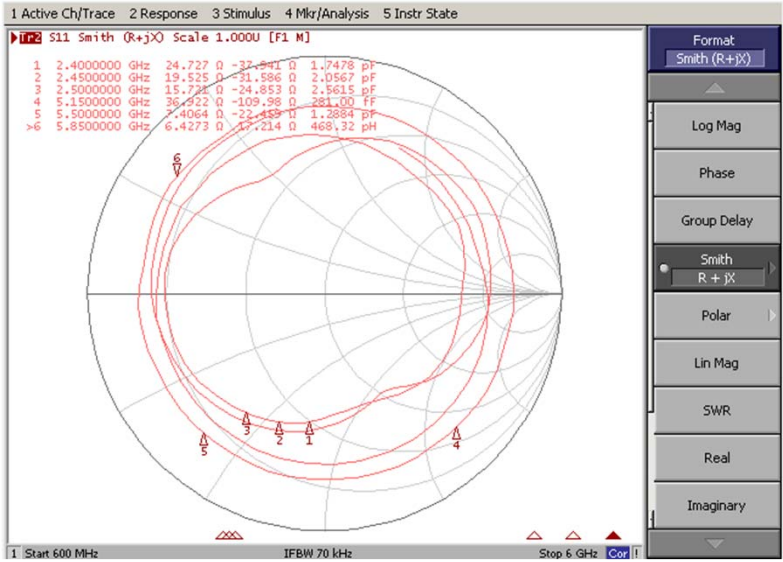 1 Active Ch/Trace 2 Response 3 Stimulus 4 Mkr/Analysis 5 Instr State
Tr2 S11 Smith (R+jX) Scale 1.000U [F1 M]
1 2.4000000 GHz 24.727 Ω -37.941 Ω 1.7478 pF
2 2.4500000 GHz 19.525 Ω -31.586 Ω 2.0567 pF
3 2.5000000 GHz Ω -24.853 Ω 2.5615 pF
4 5.1500000 GHz 36.922 Ω -109.98 Ω 281.00 fF
5 5.5000000 GHz 7.4064 Ω Ω 1.2884 pF
>6 5.8500000 GHz 6.4273 Ω 17.214 Ω 468.32 pH
6
3
2
1
5
4
1 Start 600 MHz IFBW 70 kHz Stop 6 GHz Cor !
Format
Smith (R+jX)
Log Mag
Phase
Group Delay
Smith
R + jX
Polar
Lin Mag
SWR
Real
Imaginary